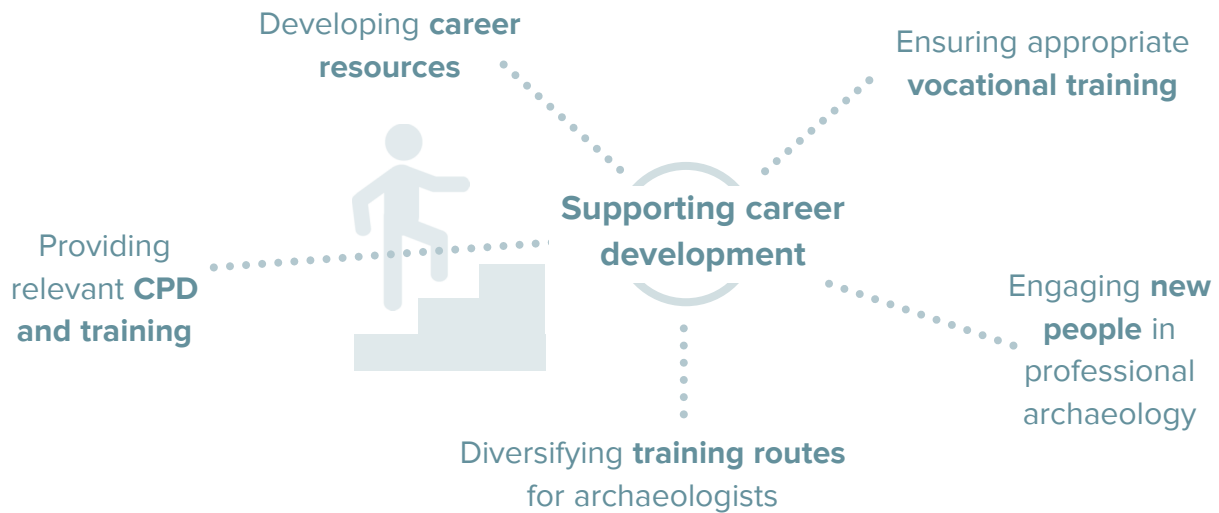 Developing career
resources
Ensuring appropriate
vocational training
Supporting career
development
Providing
relevant CPD
and training
Engaging new
people in
professional
archaeology
Diversifying training routes
for archaeologists